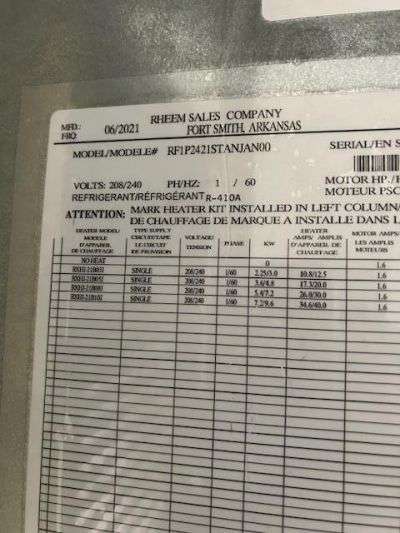 MFD.:
FRQ:
06/2021
RHEEM SALES COMPANY
FORT SMITH, ARKANSAS
MODEL/MODELE# RF1P2421STANJAN00 SERIAL/EN S
VOLTS: 208/240 PH/HZ: 1 / 60 MOTOR HP./
REFRIGERANT/RÉFRIGÉRANT R-410A MOTEUR PSC
ATTENTION: MARK HEATER KIT INSTALLED IN LEFT COLUMN
DE CHAUFFAGE DE MARQUE A INSTALLE DANS L
HEATER MODEL/
MODELE
D'APPAREIL
DE CHAUFFAGE
TYPE SUPPLY
CIRCUIT/TAPE
LE CIRCUIT
DE PROVISION
VOLTAGE/
TENSION
PHASE
KW
HEATER
AMPS/ AMPLIS
D'APPAREIL DE
CHAUFFAGE
MOTOR AMPS/
LES AMPLIS
MOTEURS
NO HEAT 0 1.6
SINGLE 208/240 1/60 2.25/3.0 10.8/12.5 1.6
SINGLE 208/240 1/60 3.6/4.8 17.3/20.0 1.6
SINGLE 208/240 1/60 5.4/7.2 26.0/30.0 1.6
SINGLE 208/240 1/60 7.2/9.6 34.6/40.0 1.6